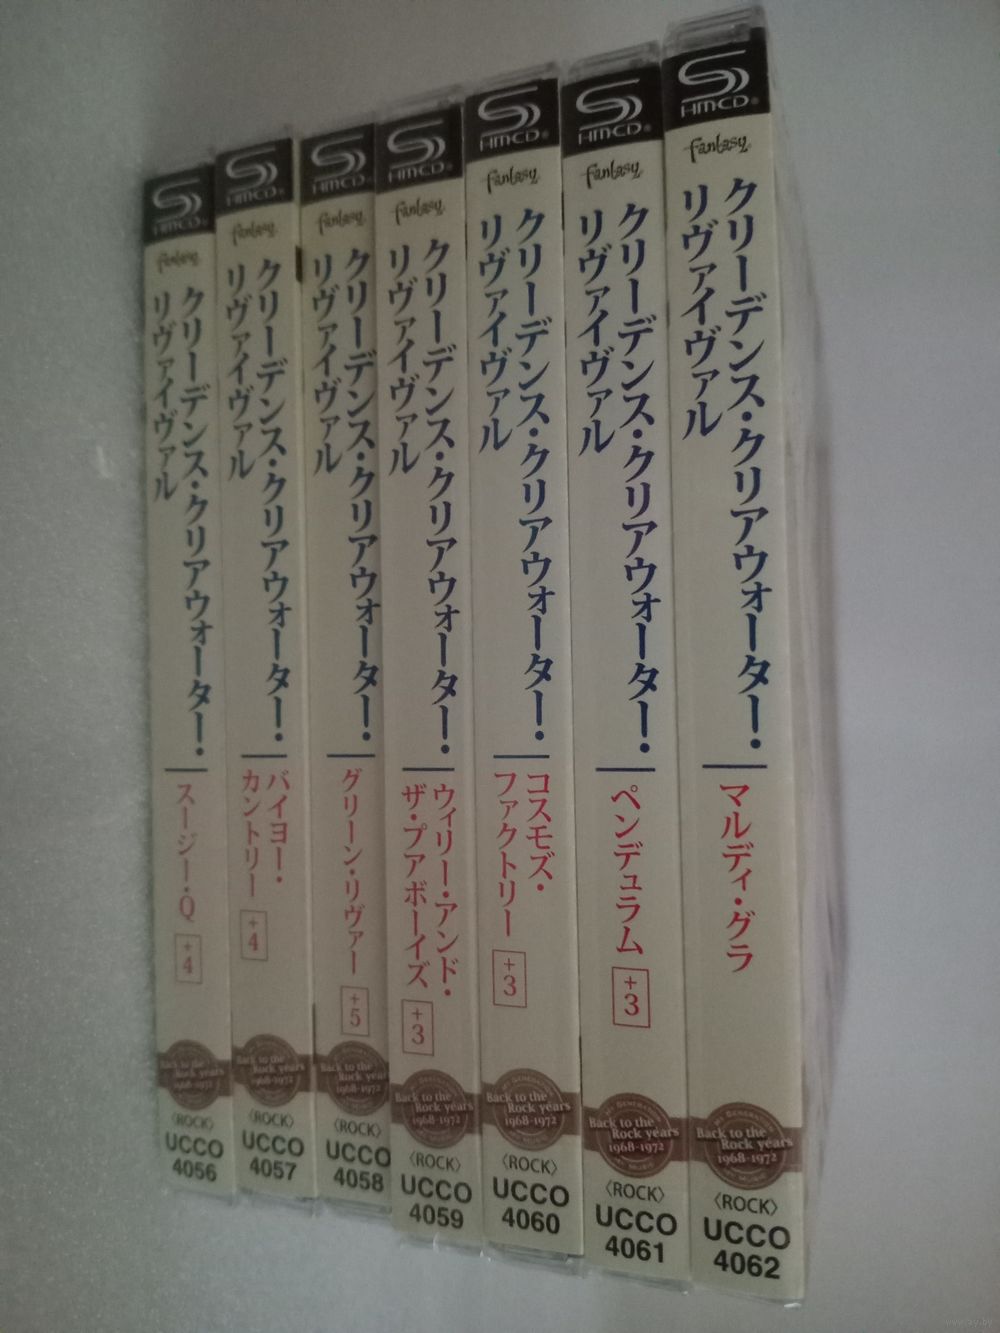 SHM-CD®
fantasy
クリーデンス・クリアウォーター・
リヴァイヴァル
スージー・Q
+4
Back to the
Rock years
1968-1972
〈ROCK〉
UCCO
4056
HMCD®
fantasy
クリーデンス・クリアウォーター・
リヴァイヴァル
バイヨー・
カントリー
+4
Back to the
Rock years
1968-1972
〈ROCK〉
UCCO
4057
HMCD®
fantasy
クリーデンス・クリアウォーター・
リヴァイヴァル
グリーン・リヴァー
+5
Back to the
Rock years
1968-1972
〈ROCK〉
UCCO
4058
HMCD®
fantasy
クリーデンス・クリアウォーター・
リヴァイヴァル
ウィリー・アンド・
ザ・プアボーイズ
+3
Back to the
Rock years
1968-1972
〈ROCK〉
UCCO
4059
HMCD®
fantasy
クリーデンス・クリアウォーター・
リヴァイヴァル
コスモズ・
ファクトリー
+3
Back to the
Rock years
1968-1972
〈ROCK〉
UCCO
4060
HMCD®
fantasy
クリーデンス・クリアウォーター・
リヴァイヴァル
ペンデュラム
+3
MY GENERATION
Back to the
Rock years
1968-1972
MY MUSIC
〈ROCK〉
UCCO
4061
HMCD®
fantasy
クリーデンス・クリアウォーター・
リヴァイヴァル
マルディ・グラ
MY GENERATION
Back to the
Rock years
1968-1972
MY MUSIC
〈ROCK〉
UCCO
4062